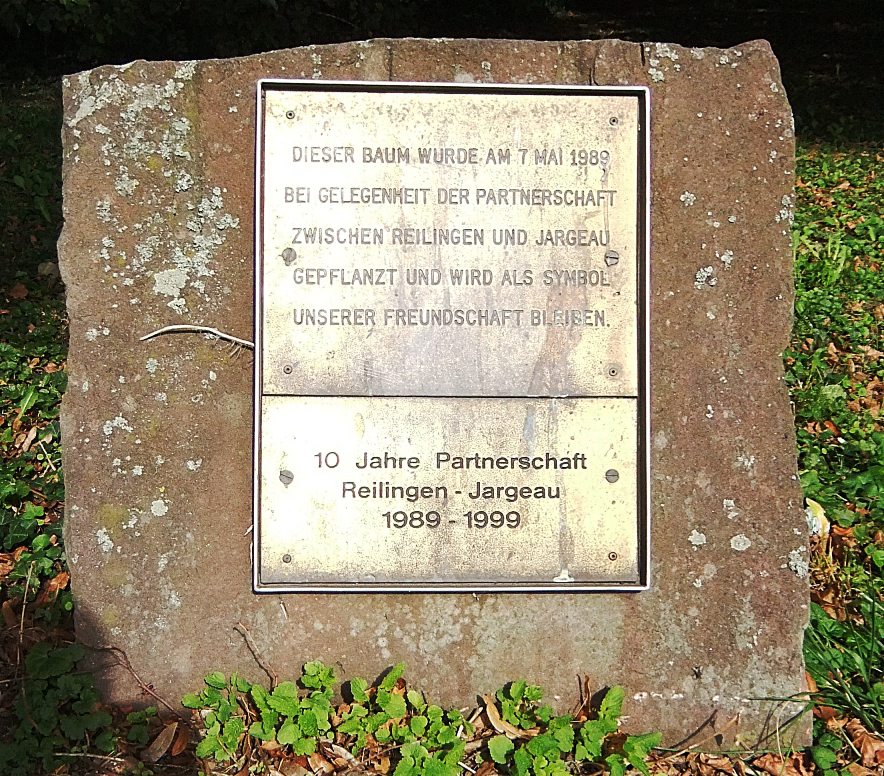 DIESER BAUM WURDE AM 7 MAI 1989
BEI GELEGENHEIT DER PARTNERSCHAFT
ZWISCHEN REILINGEN UND JARGEAU
GEPFLANZT UND WIRD ALS SYMBOL
UNSERER FREUNDSCHAFT BLEIBEN.
10 Jahre Partnerschaft
Reilingen - Jargeau
1989 - 1999